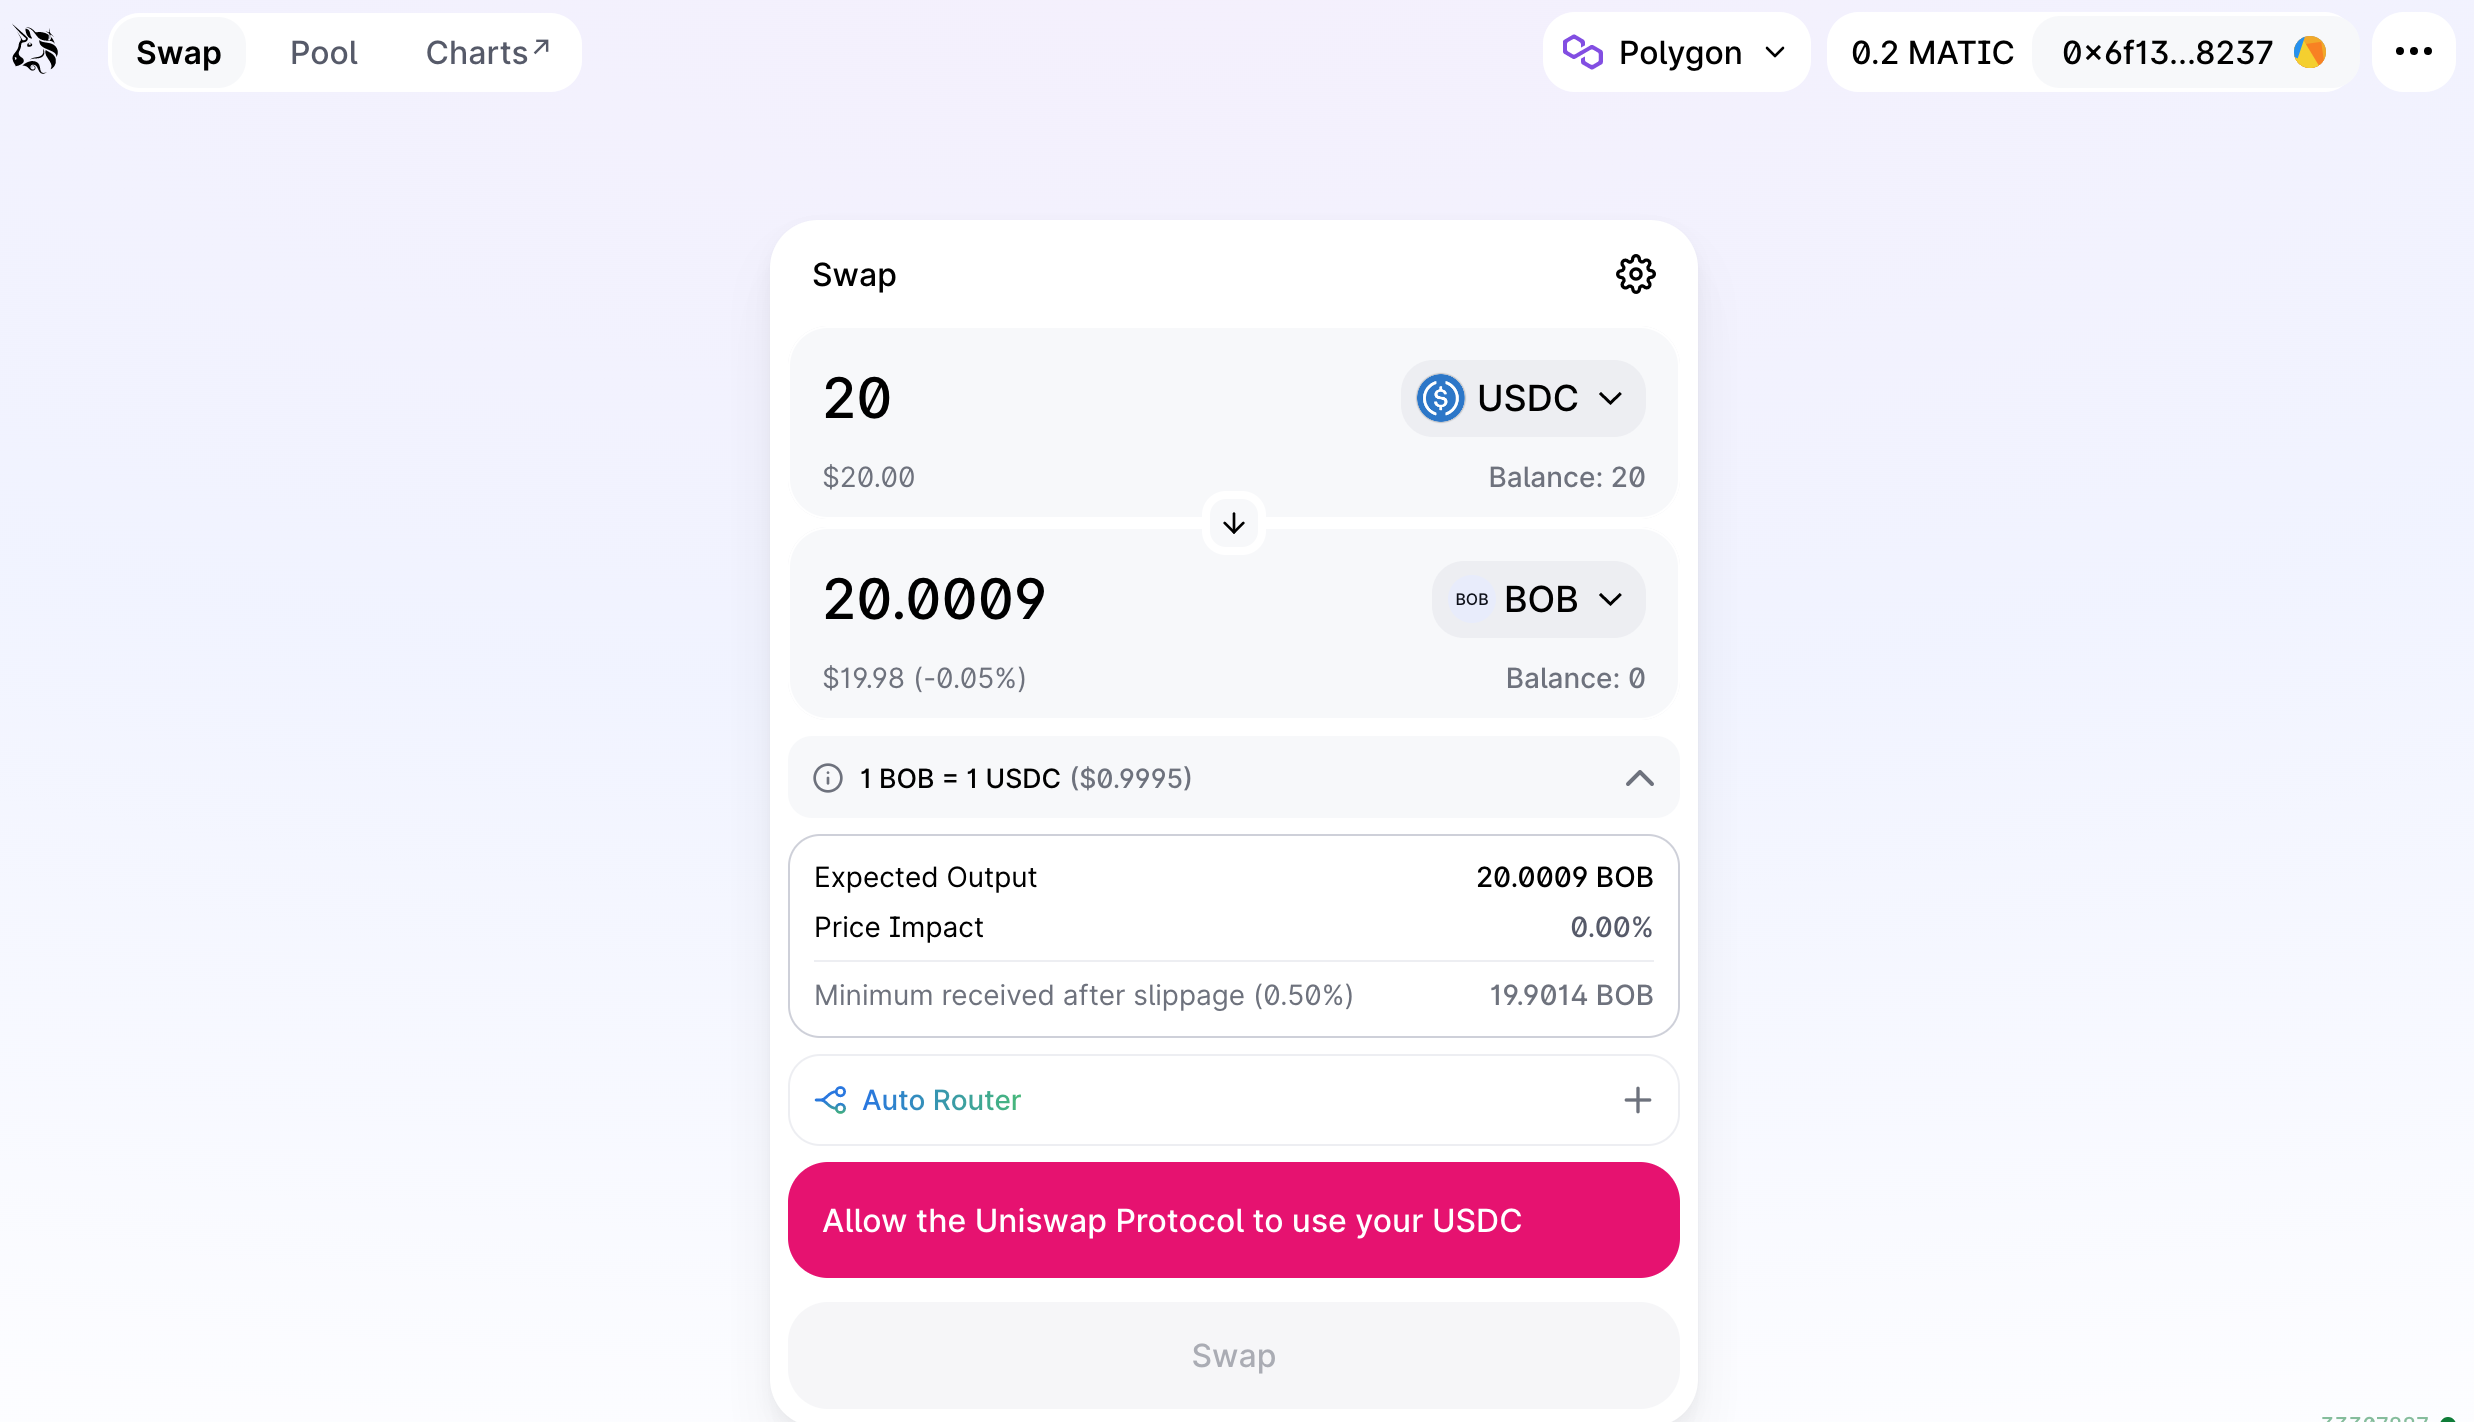 Swap Pool Charts↗ Polygon 0.2 MATIC 0x6f13...8237
Swap
20 USDC
$20.00 Balance: 20
20.0009 BOB BOB
$19.98 (-0.05%) Balance: 0
1 BOB = 1 USDC ($0.9995)
Expected Output 20.0009 BOB
Price Impact 0.00%
Minimum received after slippage (0.50%) 19.9014 BOB
Auto Router
Allow the Uniswap Protocol to use your USDC
Swap